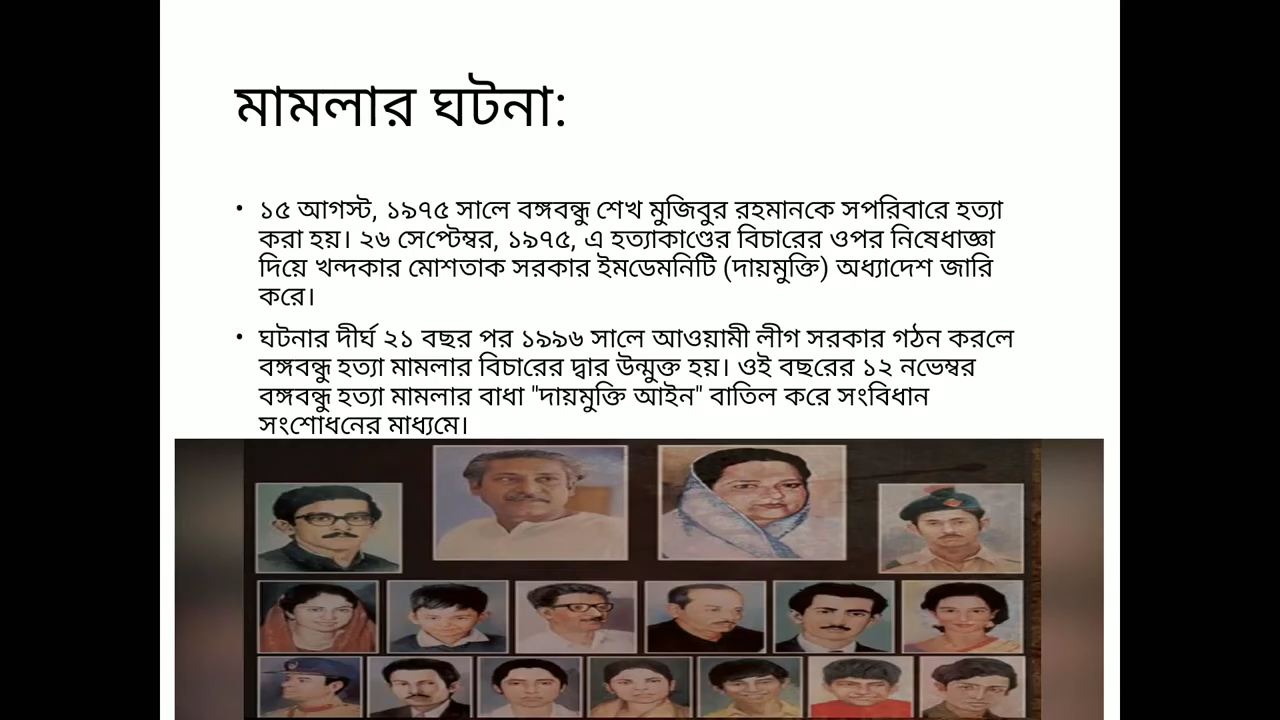 মামলার ঘটনা:
• ১৫ আগস্ট, ১৯৭৫ সালে বঙ্গবন্ধু শেখ মুজিবুর রহমানকে সপরিবারে হত্যা
করা হয়। ২৬ সেপ্টেম্বর, ১৯৭৫, এ হত্যাকাণ্ডের বিচারের ওপর নিষেধাজ্ঞা
দিয়ে খন্দকার মোশতাক সরকার ইমডেমনিটি (দায়মুক্তি) অধ্যাদেশ জারি
করে।
• ঘটনার দীর্ঘ ২১ বছর পর ১৯৯৬ সালে আওয়ামী লীগ সরকার গঠন করলে
বঙ্গবন্ধু হত্যা মামলার বিচারের দ্বার উন্মুক্ত হয়। ওই বছরের ১২ নভেম্বর
বঙ্গবন্ধু হত্যা মামলার বাধা "দায়মুক্তি আইন" বাতিল করে সংবিধান
সংশোধনের মাধ্যমে।